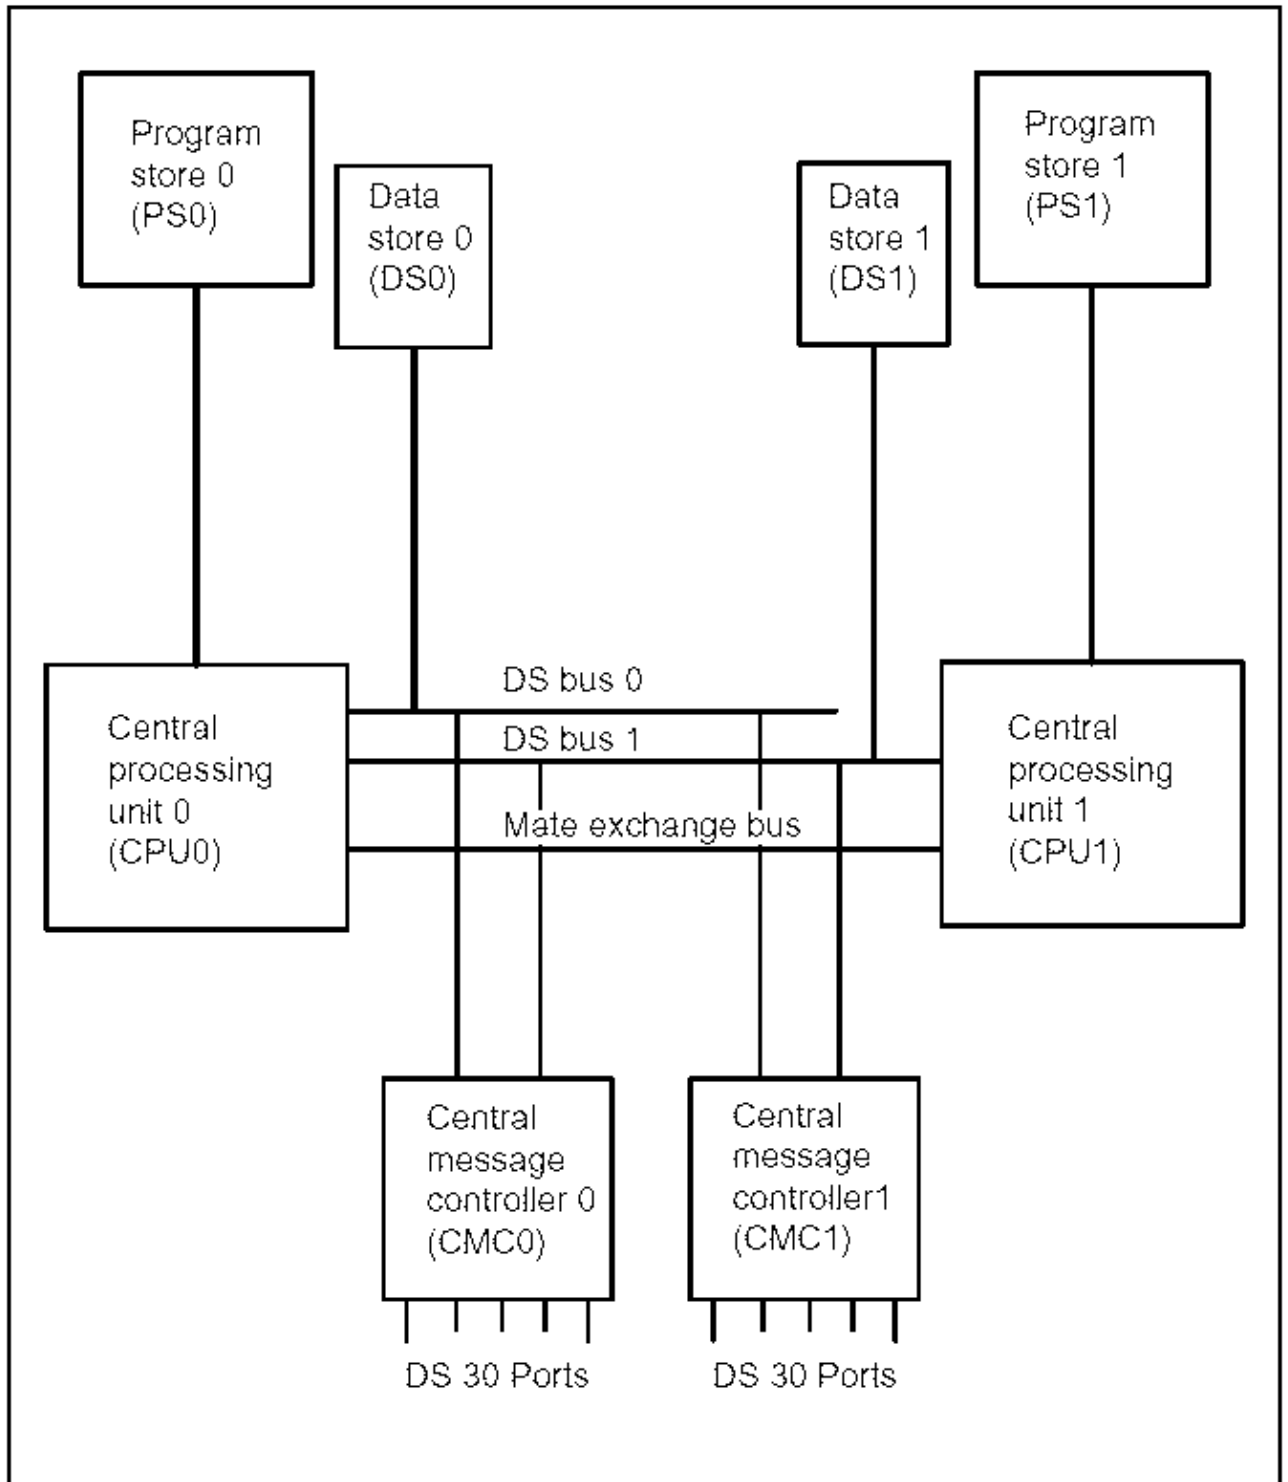 Program
store 0
(PS0)
Data
store 0
(DS0)
Data
store 1
(DS1)
Program
store 1
(PS1)
Central
processing
unit 0
(CPU0)
DS bus 0
DS bus 1
Mate exchange bus
Central
processing
unit 1
(CPU1)
Central
message
controller 0
(CMC0)
Central
message
controller1
(CMC1)
DS 30 Ports
DS 30 Ports